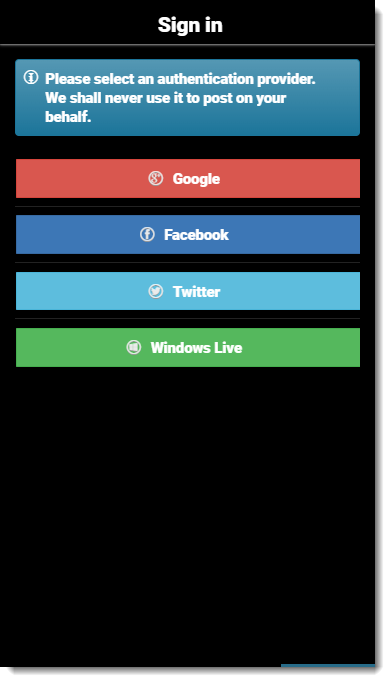 Sign in
Please select an authentication provider.
We shall never use it to post on your
behalf.
Google
Facebook
Twitter
Windows Live